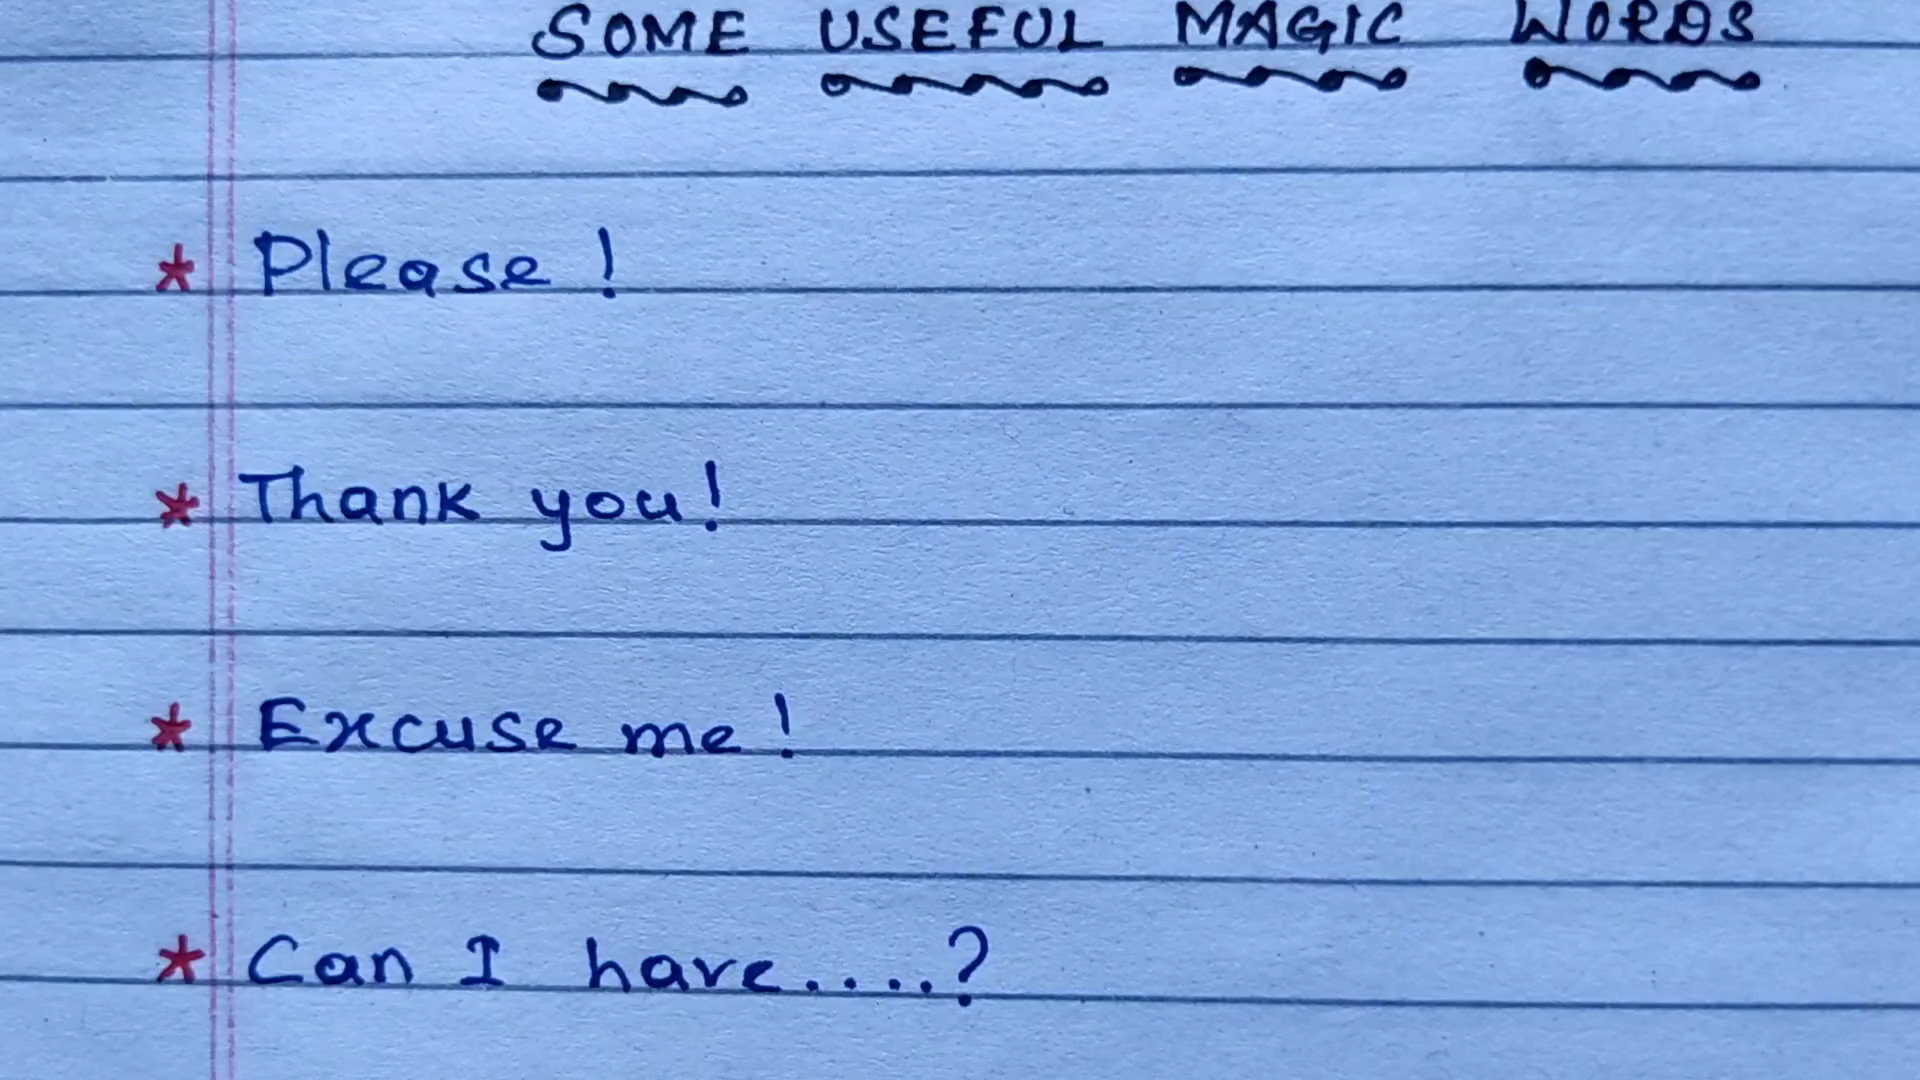 SOME USEFUL MAGIC WORDS
* Please !
* Thank you!
* Excuse me!
* Can I have.....?